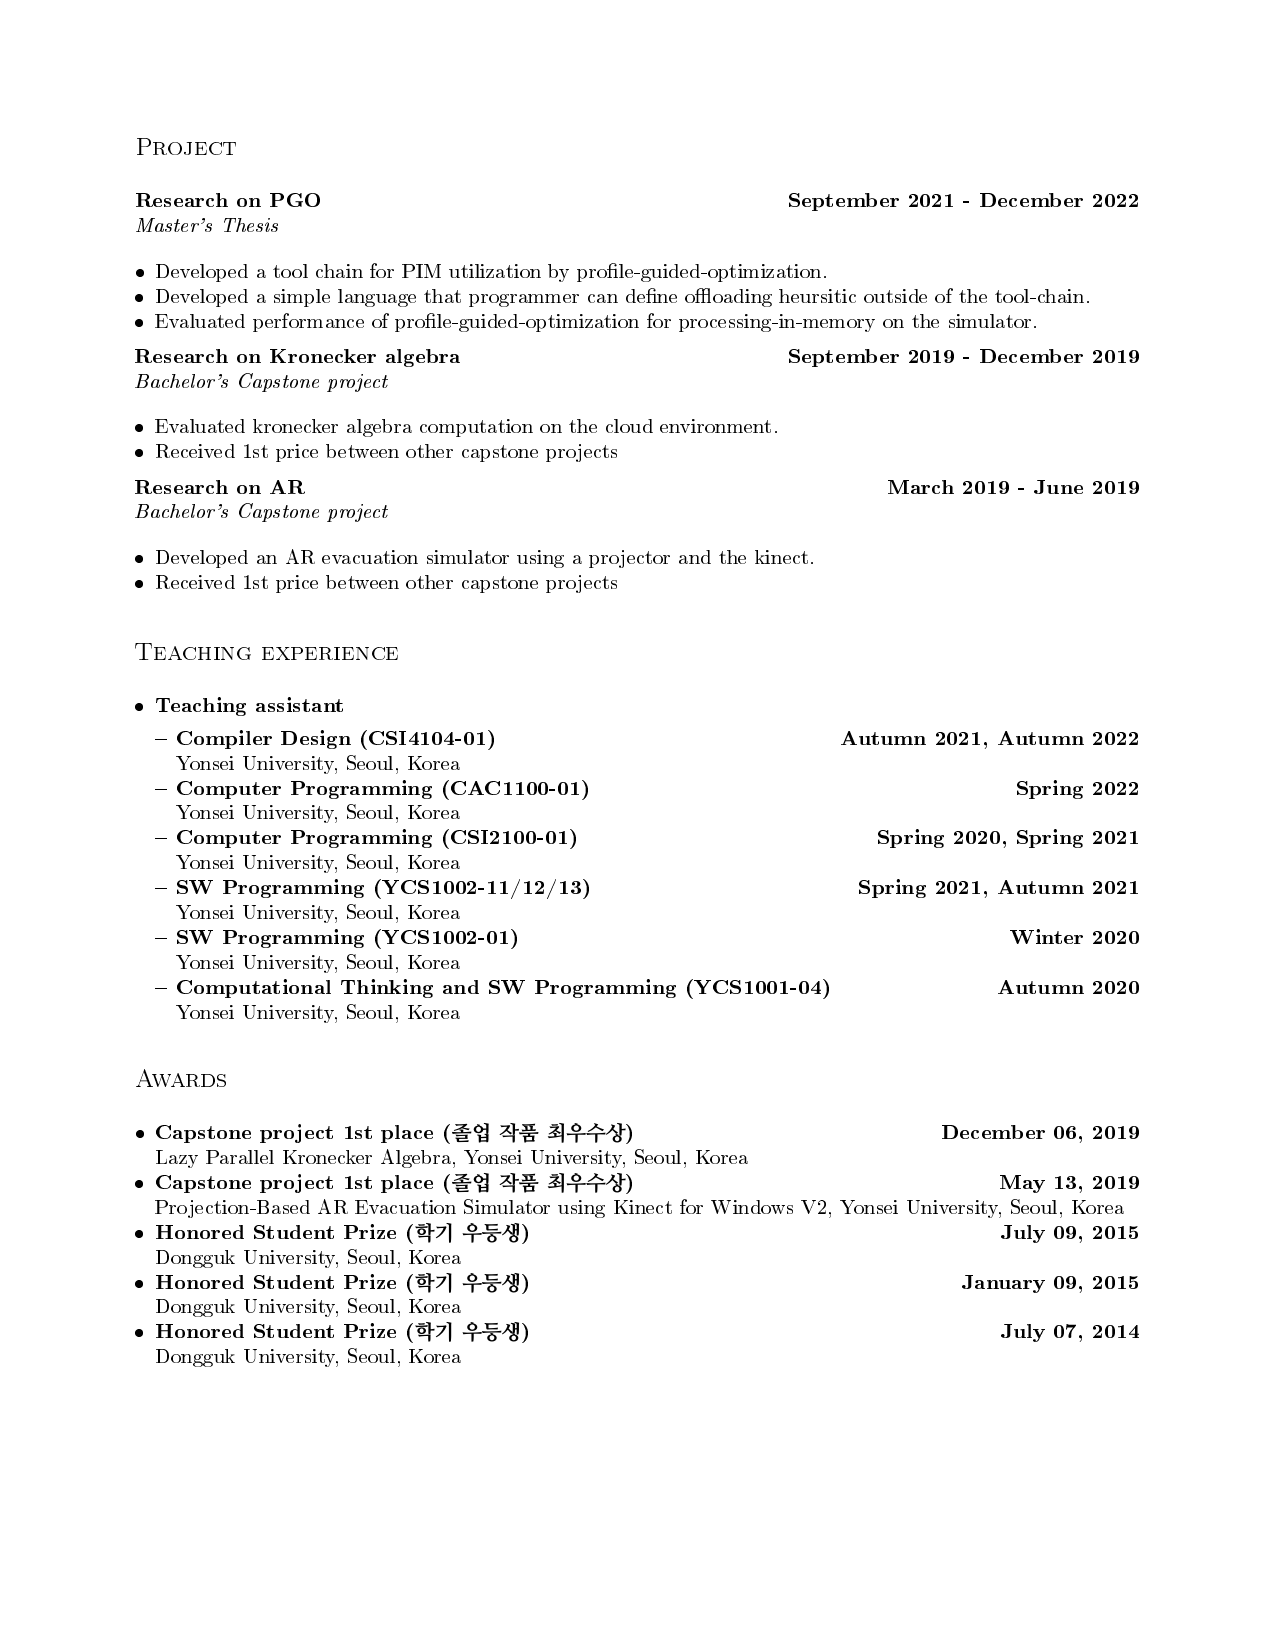 Project
Research on PGO September 2021 - December 2022
Master's Thesis
• Developed a tool chain for PIM utilization by profile-guided-optimization.
• Developed a simple language that programmer can define offloading heursitic outside of the tool-chain.
• Evaluated performance of profile-guided-optimization for processing-in-memory on the simulator.
Research on Kronecker algebra September 2019 - December 2019
Bachelor's Capstone project
• Evaluated kronecker algebra computation on the cloud environment.
• Received 1st price between other capstone projects
Research on AR March 2019 - June 2019
Bachelor's Capstone project
• Developed an AR evacuation simulator using a projector and the kinect.
• Received 1st price between other capstone projects
Teaching experience
• Teaching assistant
– Compiler Design (CSI4104-01) Autumn 2021, Autumn 2022
Yonsei University, Seoul, Korea
– Computer Programming (CAC1100-01) Spring 2022
Yonsei University, Seoul, Korea
– Computer Programming (CSI2100-01) Spring 2020, Spring 2021
Yonsei University, Seoul, Korea
– SW Programming (YCS1002-11/12/13) Spring 2021, Autumn 2021
Yonsei University, Seoul, Korea
– SW Programming (YCS1002-01) Winter 2020
Yonsei University, Seoul, Korea
– Computational Thinking and SW Programming (YCS1001-04) Autumn 2020
Yonsei University, Seoul, Korea
Awards
• Capstone project 1st place (졸업 작품 최우수상) December 06, 2019
Lazy Parallel Kronecker Algebra, Yonsei University, Seoul, Korea
• Capstone project 1st place (졸업 작품 최우수상) May 13, 2019
Projection-Based AR Evacuation Simulator using Kinect for Windows V2, Yonsei University, Seoul, Korea
• Honored Student Prize (학기 우등생) July 09, 2015
Dongguk University, Seoul, Korea
• Honored Student Prize (학기 우등생) January 09, 2015
Dongguk University, Seoul, Korea
• Honored Student Prize (학기 우등생) July 07, 2014
Dongguk University, Seoul, Korea